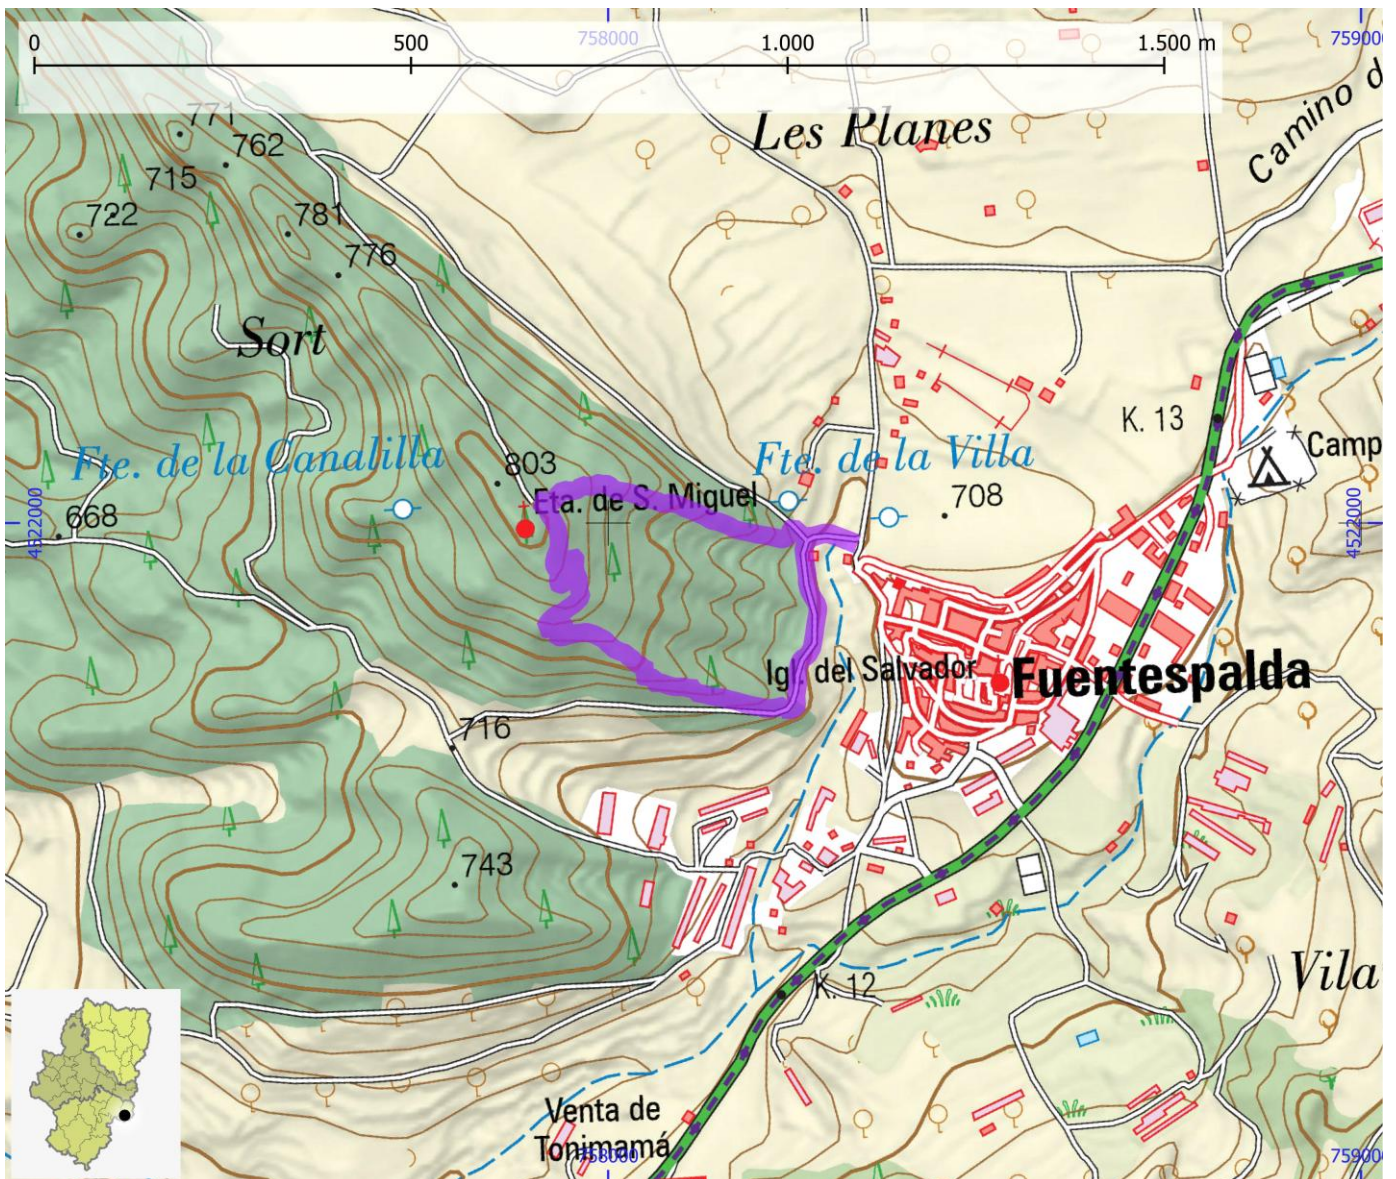 0
500
758000
1.000
1.500 m
759000
771
762
715
722
781
776
Les Planes
Camino d
Sort
K. 13
Fte. de la Canalilla
803
Fte. de la Villa
Camp
Eta. de S. Miguel
708
668
4522000
4522000
Igl. del Salvador
Fuentespalda
716
743
K. 12
Vila
Venta de
Tonimamá
758000
759000